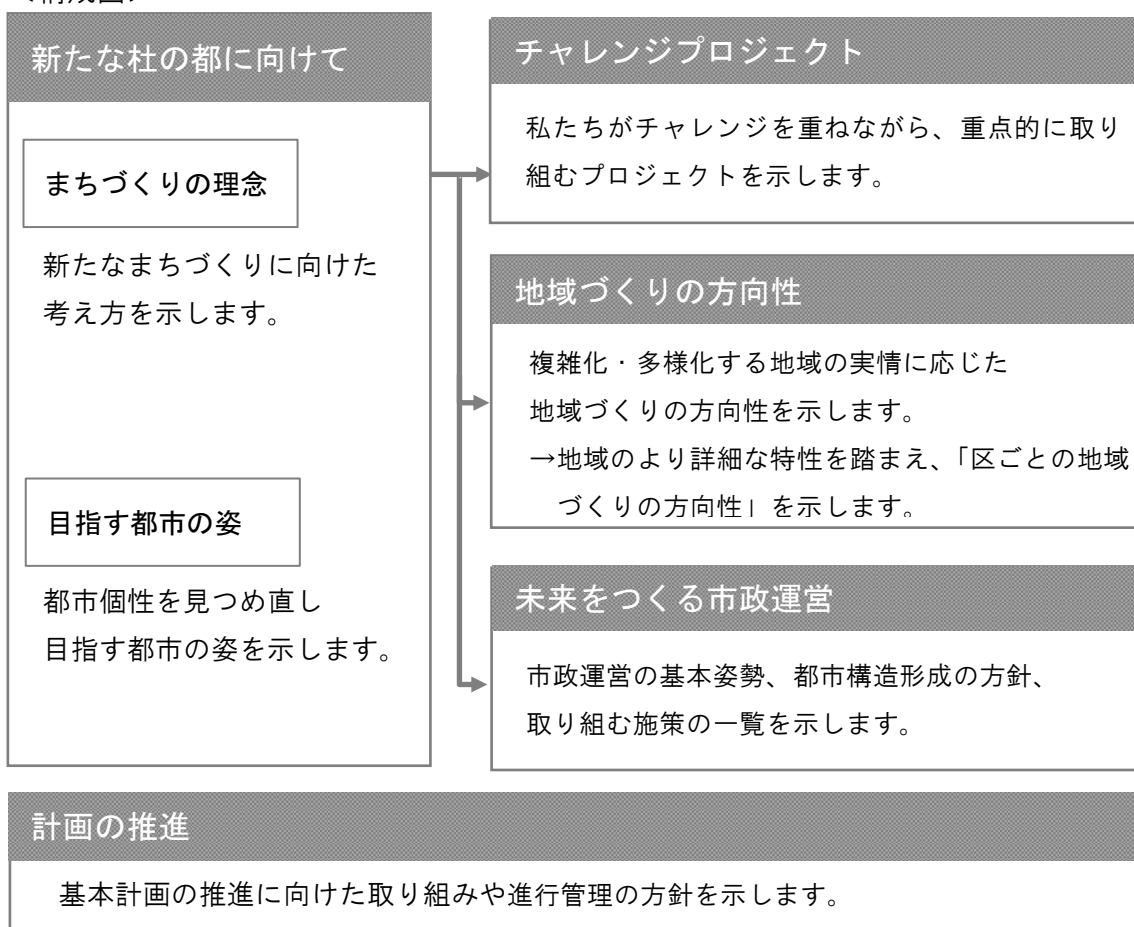 新たな杜の都に向けて
まちづくりの理念
新たなまちづくりに向けた
考え方を示します。
目指す都市の姿
都市個性を見つめ直し
目指す都市の姿を示します。
チャレンジプロジェクト
私たちがチャレンジを重ねながら、重点的に取り
組むプロジェクトを示します。
地域づくりの方向性
複雑化・多様化する地域の実情に応じた
地域づくりの方向性を示します。
→地域のより詳細な特性を踏まえ、「区ごとの地域
づくりの方向性」を示します。
未来をつくる市政運営
市政運営の基本姿勢、都市構造形成の方針、
取り組む施策の一覧を示します。
計画の推進
基本計画の推進に向けた取り組みや進行管理の方針を示します。